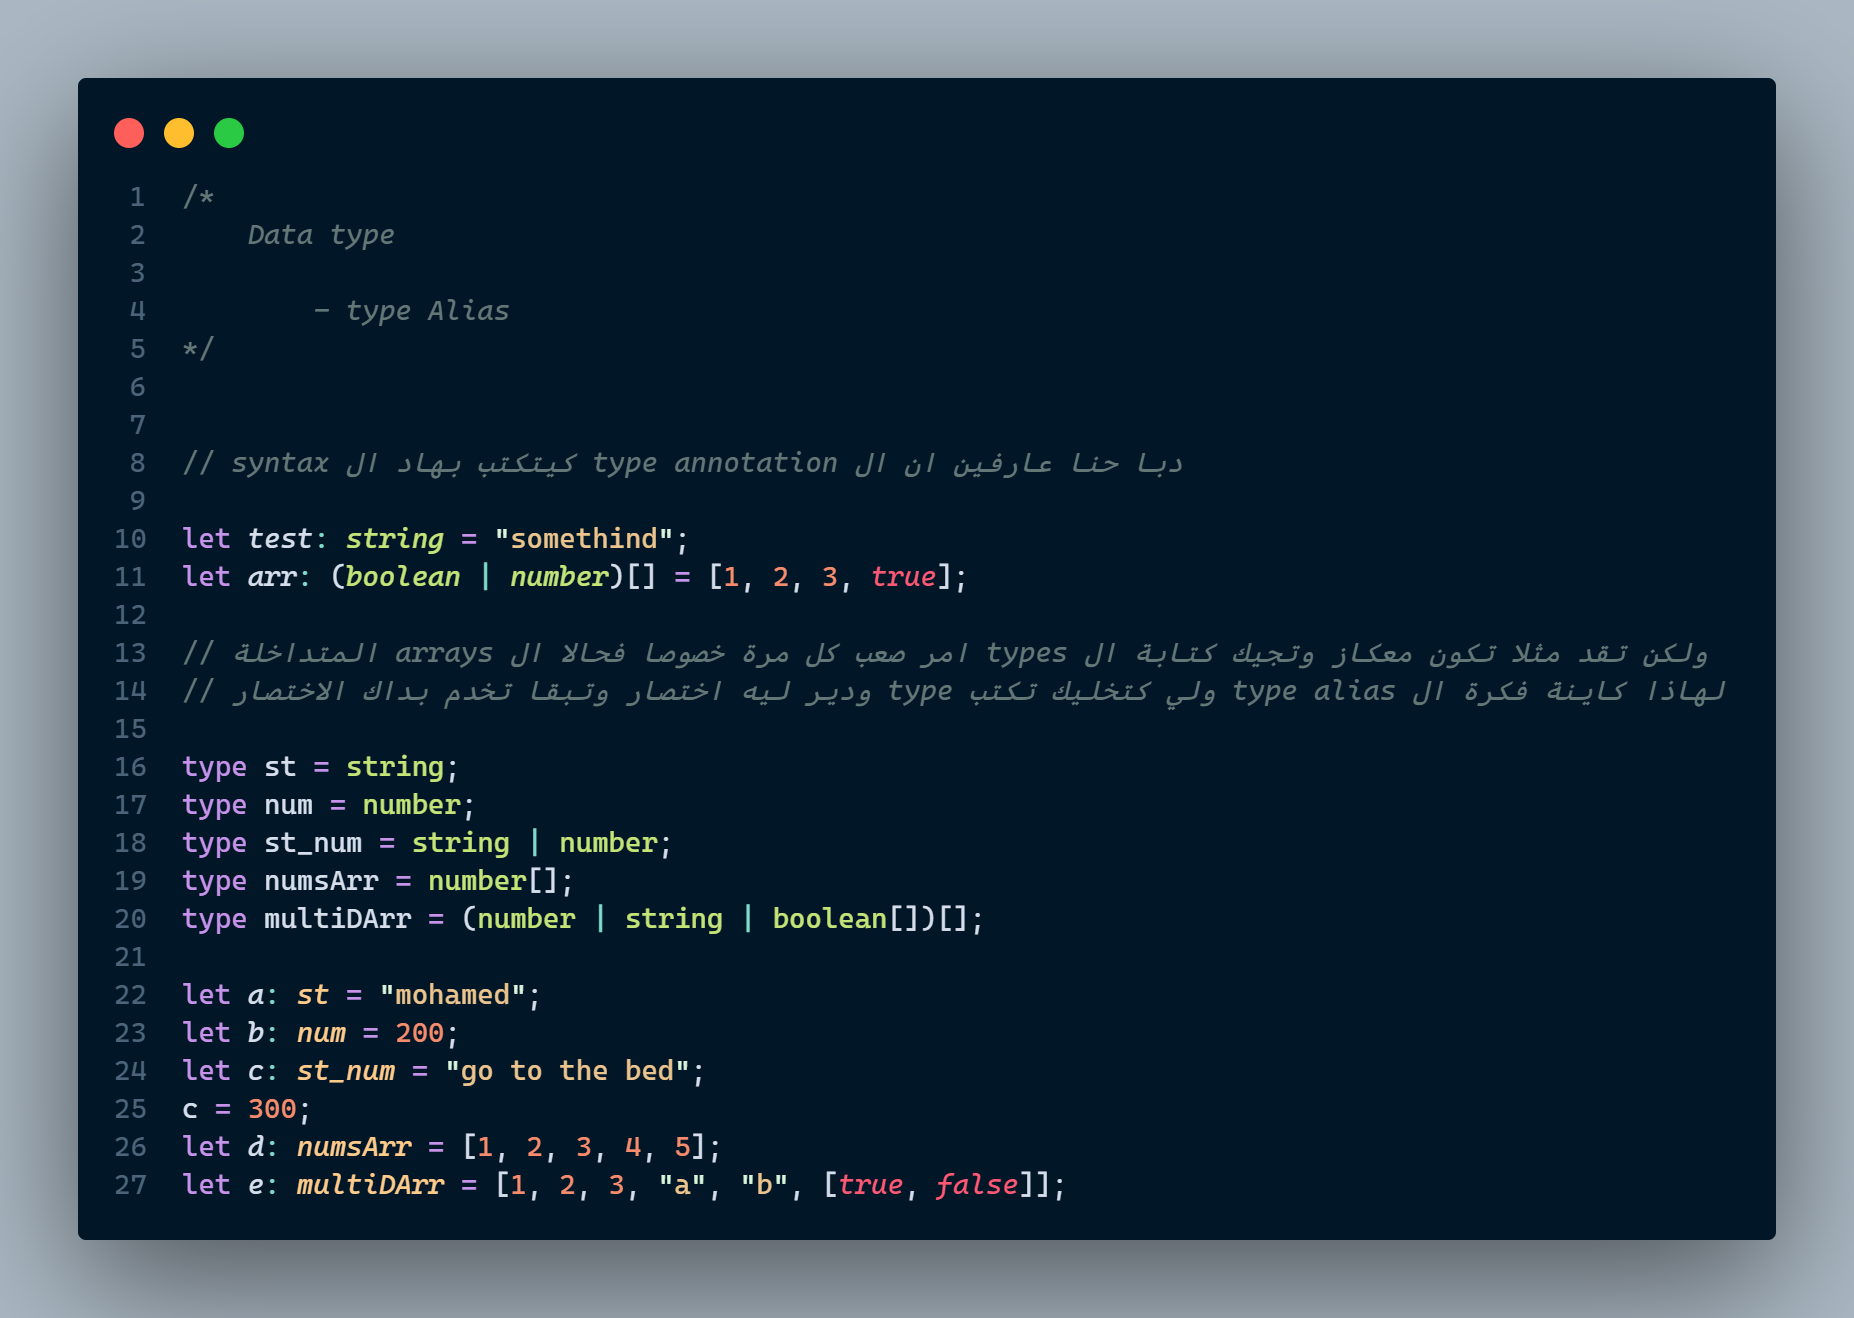 1 /*
2 Data type
3
4 - type Alias
5 */
6
7
8 // دبا حنا عارفين ان ال type annotation كيتكتب بهاد ال syntax
9
10 let test: string = "somethind";
11 let arr: (boolean | number)[] = [1, 2, 3, true];
12
13 // ولكن تقد مثلا تكون معكاز وتجيك كتابة ال types امر صعب كل مرة خصوصا فحالا ال arrays المتداخلة
14 // لهاذا كاينة فكرة ال type alias ولي كتخليك تكتب type ودير ليه اختصار وتبقا تخدم بداك الاختصار
15
16 type st = string;
17 type num = number;
18 type st_num = string | number;
19 type numsArr = number[];
20 type multiDArr = (number | string | boolean[])[];
21
22 let a: st = "mohamed";
23 let b: num = 200;
24 let c: st_num = "go to the bed";
25 c = 300;
26 let d: numsArr = [1, 2, 3, 4, 5];
27 let e: multiDArr = [1, 2, 3, "a", "b", [true, false]];